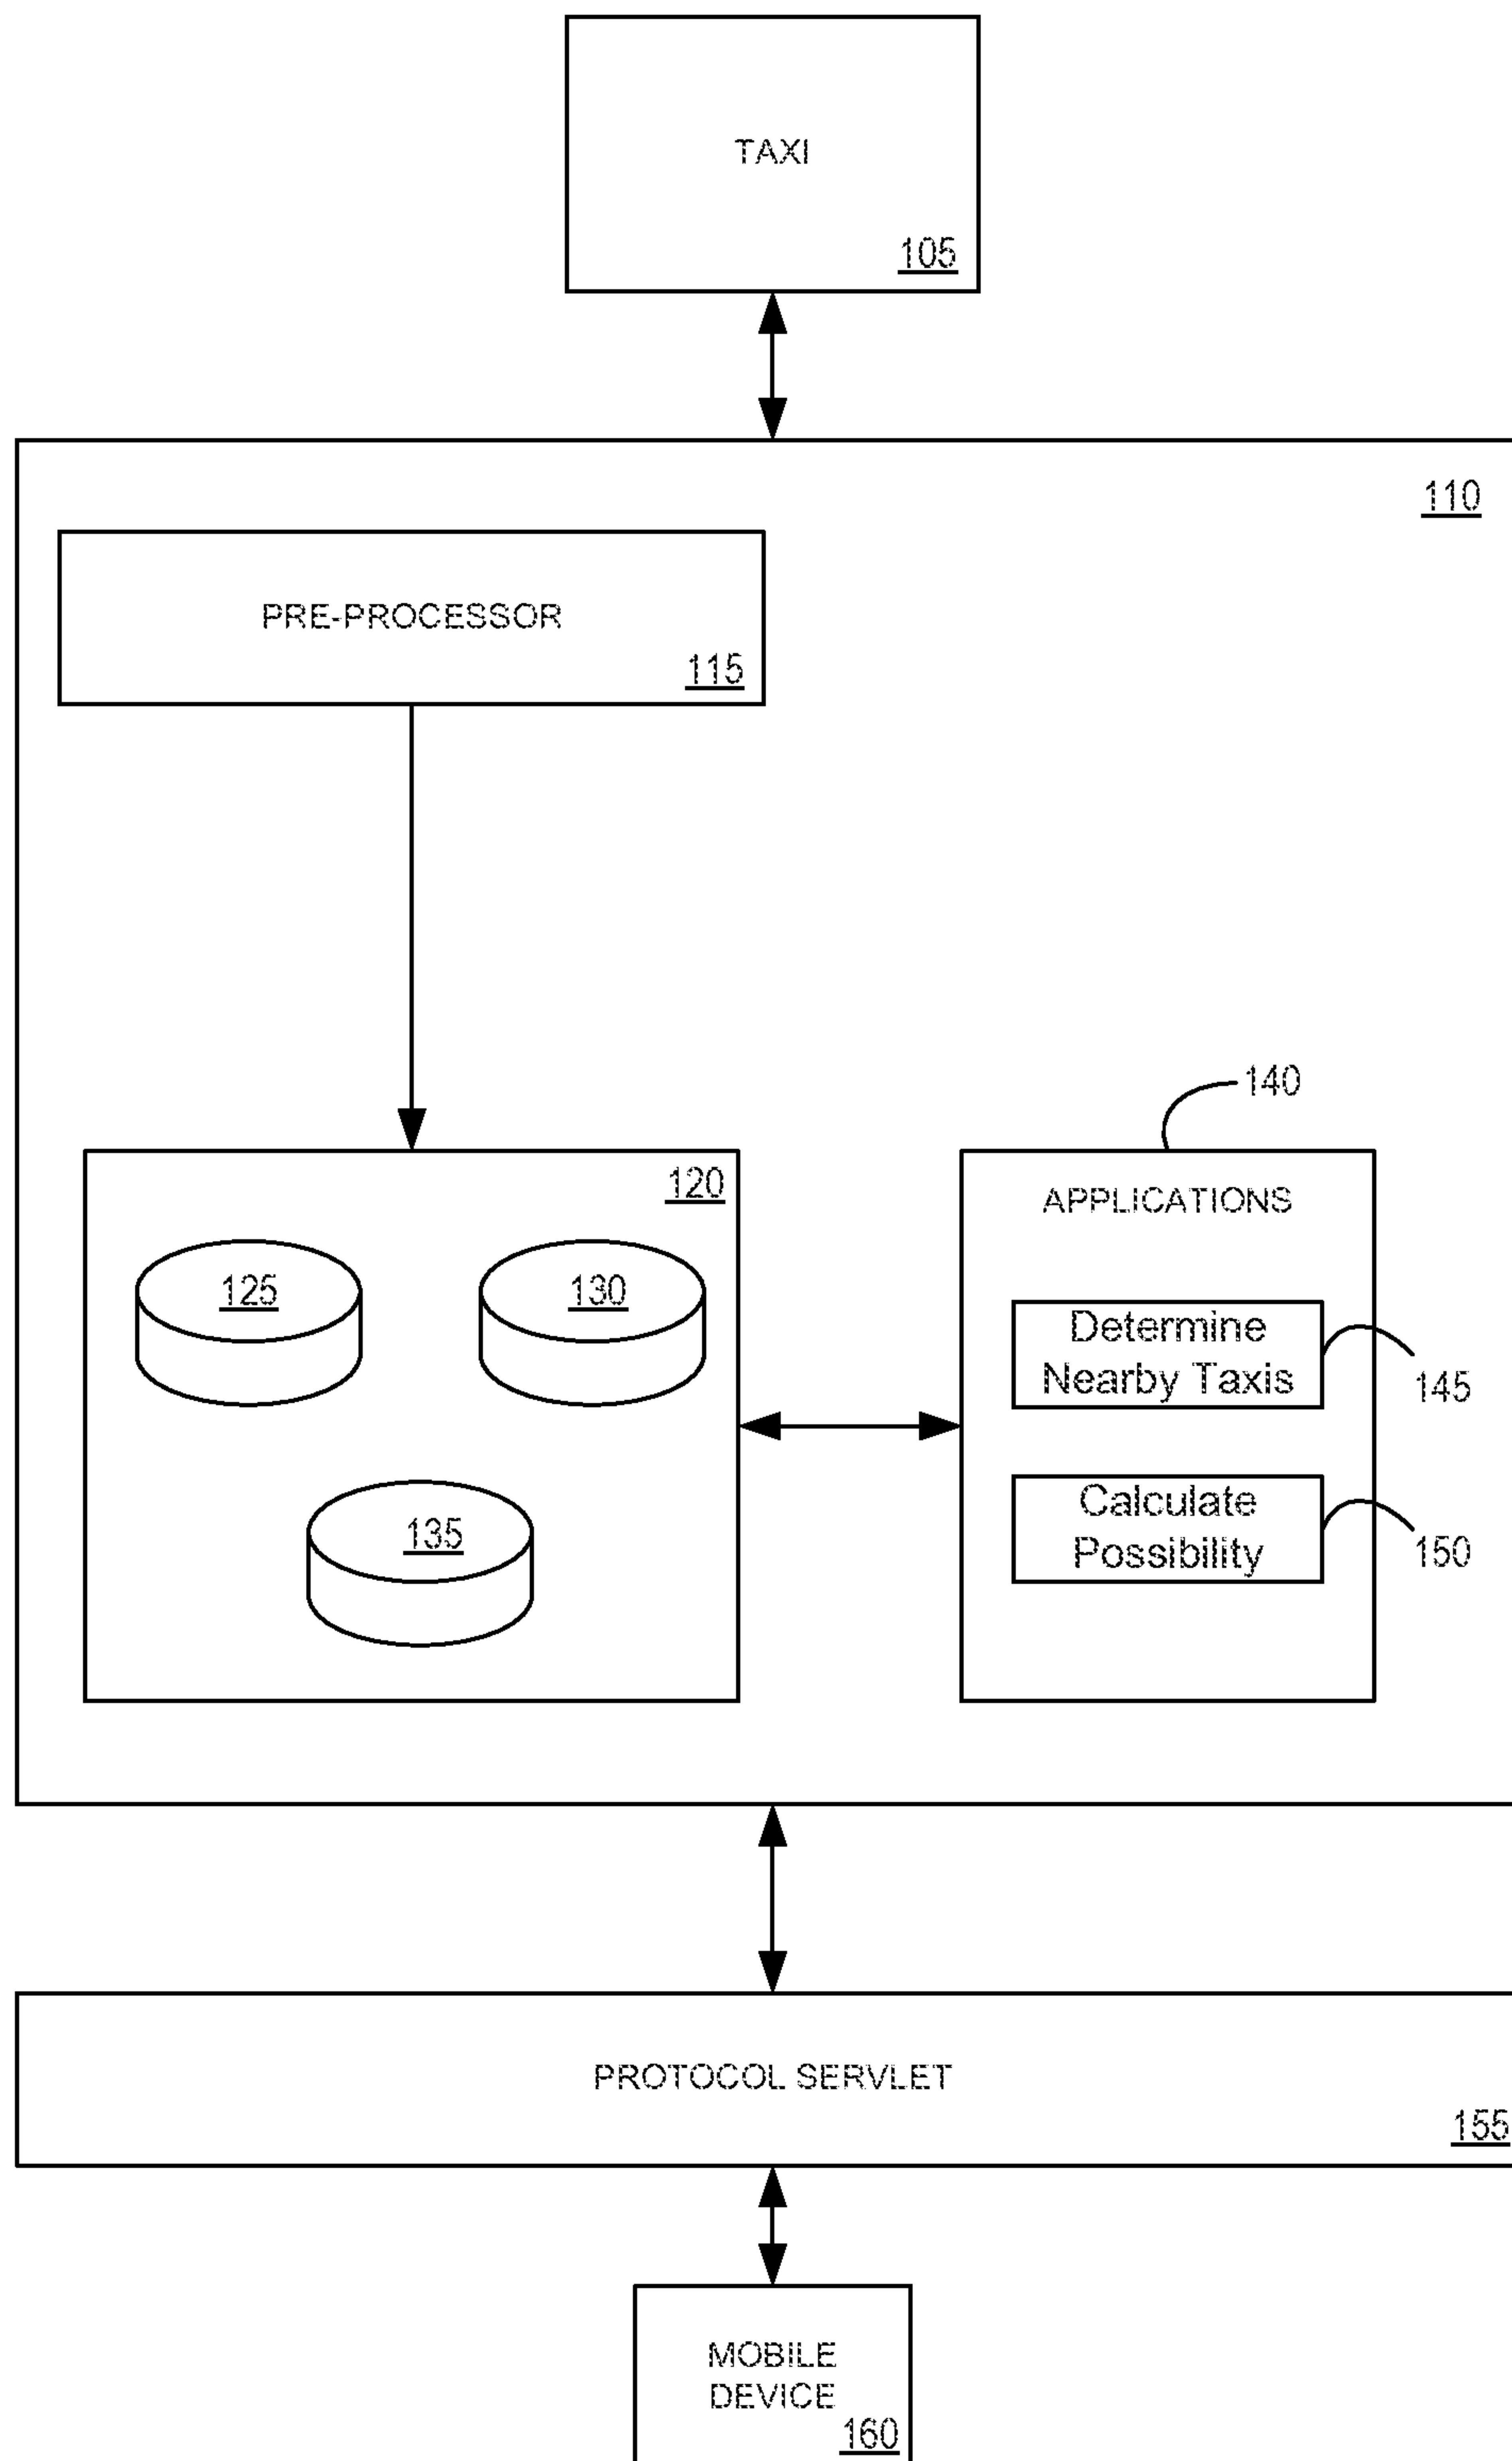 TAXI
105
110
PRE-PROCESSOR
115
140
120
APPLICATIONS
125
130
Determine
Nearby Taxis
145
135
Calculate
Possibility
150
PROTOCOL SERVLET
155
MOBILE
DEVICE
160